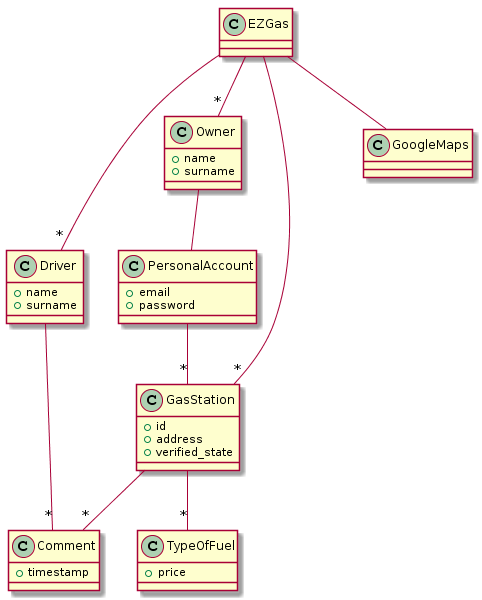 C EZGas
*
C Owner
name
surname
C GoogleMaps
*
C Driver
name
surname
C PersonalAccount
email
password
*
*
C GasStation
id
address
verified_state
*
*
*
C Comment
timestamp
C TypeOfFuel
price